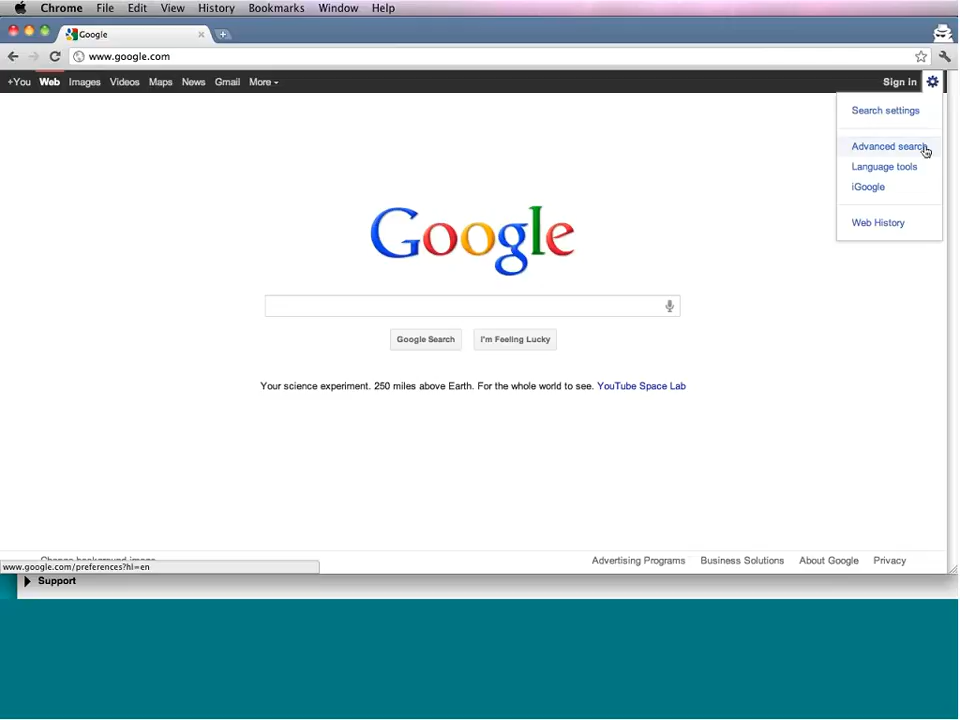 Chrome File Edit View History Bookmarks Window Help
Google
www.google.com
+You Web Images Videos Maps News Gmail More Sign in
Search settings
Advanced search
Language tools
iGoogle
Web History
Google
Google Search I'm Feeling Lucky
Your science experiment. 250 miles above Earth. For the whole world to see. YouTube Space Lab
Change background image
Advertising Programs Business Solutions About Google Privacy
www.google.com/preferences?hl=en
Support